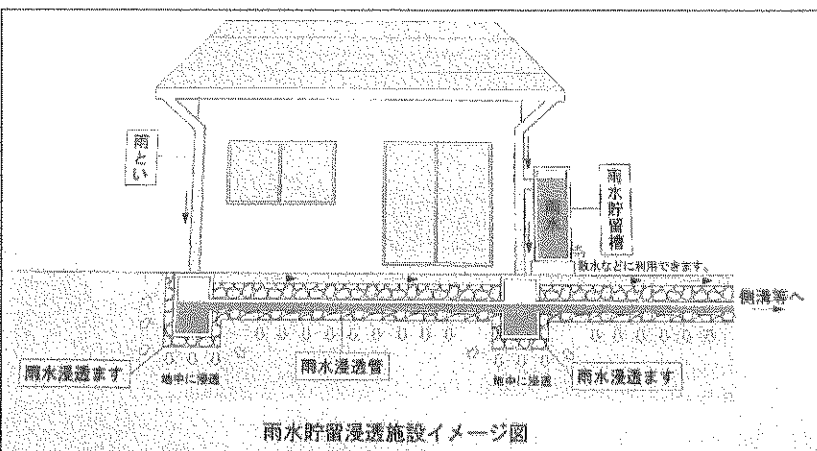 雨とい
雨水
雨水貯留槽
散水などに利用できます。
側溝等へ
雨水浸透ます
地中に浸透
雨水浸透管
地中に浸透
雨水浸透ます
雨水貯留浸透施設イメージ図